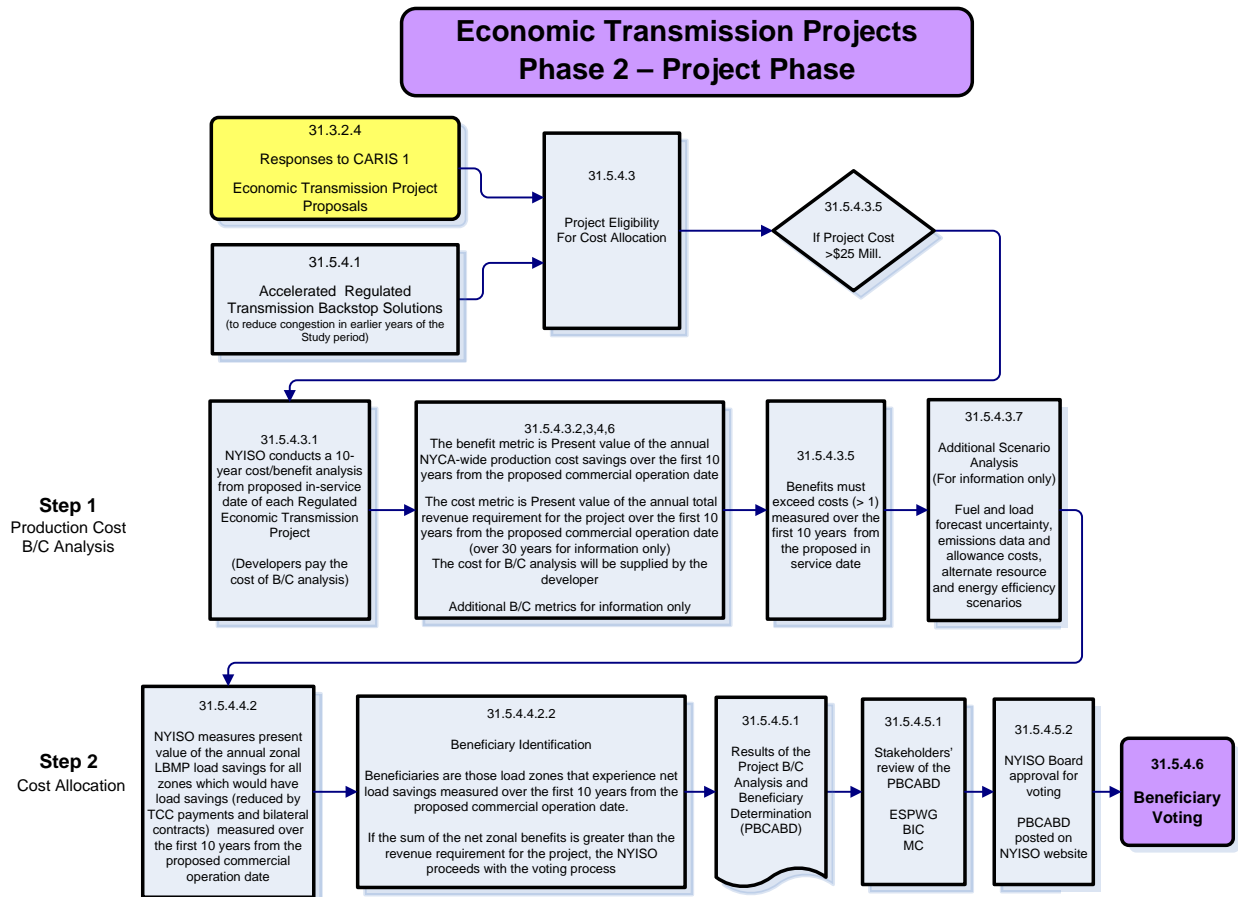 Economic Transmission Projects
Phase 2 – Project Phase
31.3.2.4
Responses to CARIS 1
Economic Transmission Project
Proposals
31.5.4.1
Accelerated Regulated
Transmission Backstop Solutions
(to reduce congestion in earlier years of the
Study period)
31.5.4.3
Project Eligibility
For Cost Allocation
31.5.4.3.5
If Project Cost
>$25 Mill.
Step 1
Production Cost
B/C Analysis
31.5.4.3.1
NYISO conducts a 10-
year cost/benefit analysis
from proposed in-service
date of each Regulated
Economic Transmission
Project
(Developers pay the
cost of B/C analysis)
31.5.4.3.2,3,4,6
The benefit metric is Present value of the annual
NYCA-wide production cost savings over the first 10
years from the proposed commercial operation date
The cost metric is Present value of the annual total
revenue requirement for the project over the first 10
years from the proposed commercial operation date
(over 30 years for information only)
The cost for B/C analysis will be supplied by the
developer
Additional B/C metrics for information only
31.5.4.3.5
Benefits must
exceed costs (> 1)
measured over the
first 10 years from
the proposed in
service date
31.5.4.3.7
Additional Scenario
Analysis
(For information only)
Fuel and load
forecast uncertainty,
emissions data and
allowance costs,
alternate resource
and energy efficiency
scenarios
Step 2
Cost Allocation
31.5.4.4.2
NYISO measures present
value of the annual zonal
LBMP load savings for all
zones which would have
load savings (reduced by
TCC payments and bilateral
contracts) measured over
the first 10 years from the
proposed commercial
operation date
31.5.4.4.2.2
Beneficiary Identification
Beneficiaries are those load zones that experience net
load savings measured over the first 10 years from the
proposed commercial operation date.
If the sum of the net zonal benefits is greater than the
revenue requirement for the project, the NYISO
proceeds with the voting process
31.5.4.5.1
Results of the
Project B/C
Analysis and
Beneficiary
Determination
(PBCABD)
31.5.4.5.1
Stakeholders'
review of the
PBCABD
ESPWG
BIC
MC
31.5.4.5.2
NYISO Board
approval for
voting
PBCABD
posted on
NYISO website
31.5.4.6
Beneficiary
Voting